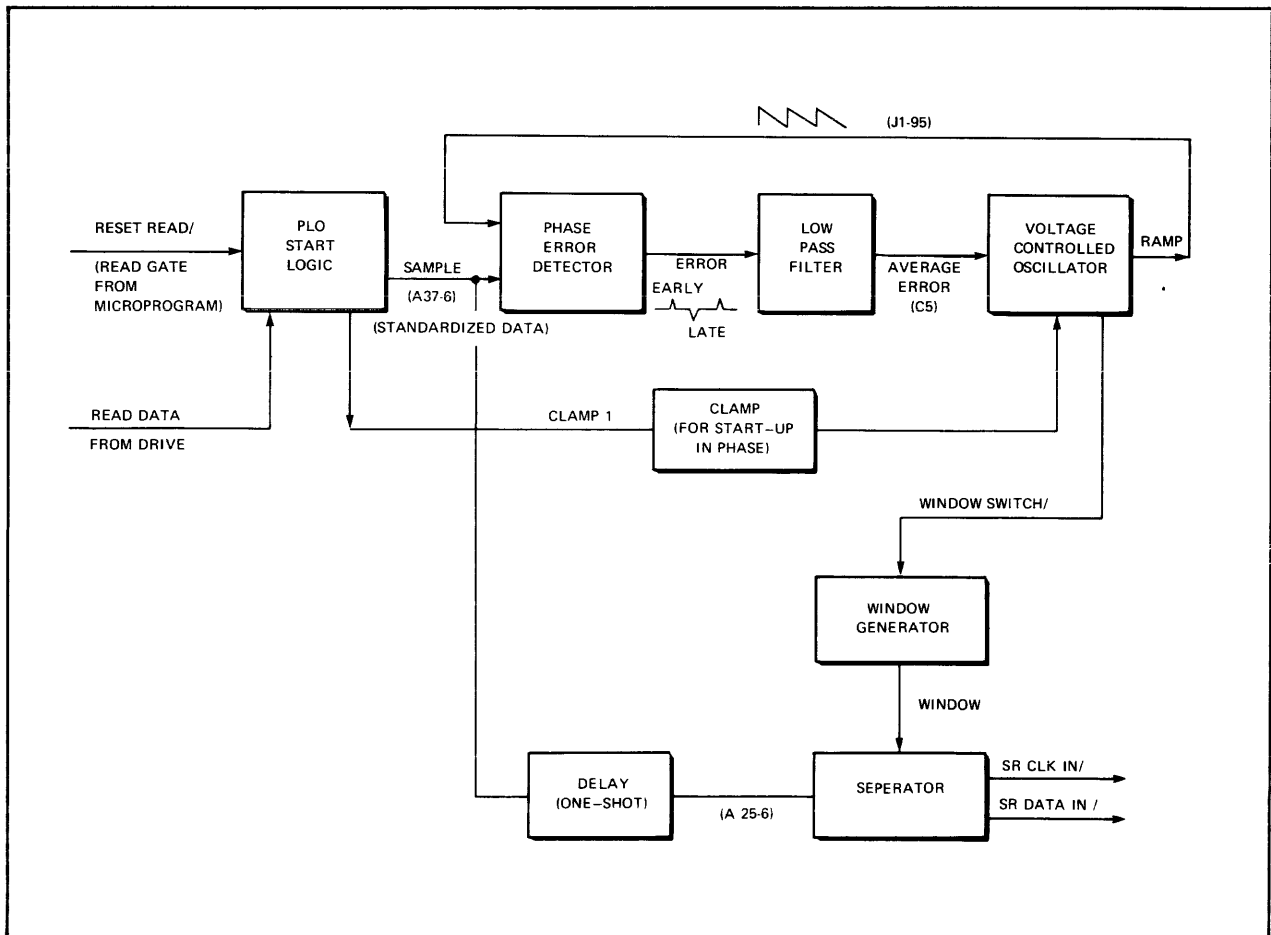 (J1-95)
RESET READ/
(READ GATE
FROM
MICROPROGRAM)
PLO
START
LOGIC
SAMPLE
(A37-6)
(STANDARDIZED DATA)
PHASE
ERROR
DETECTOR
ERROR
EARLY
LATE
LOW
PASS
FILTER
AVERAGE
ERROR
(C5)
VOLTAGE
CONTROLLED
OSCILLATOR
RAMP
READ DATA
FROM DRIVE
CLAMP 1
CLAMP
(FOR START-UP
IN PHASE)
WINDOW SWITCH/
WINDOW
GENERATOR
WINDOW
DELAY
(ONE-SHOT)
(A 25-6)
SEPERATOR
SR CLK IN/
SR DATA IN /